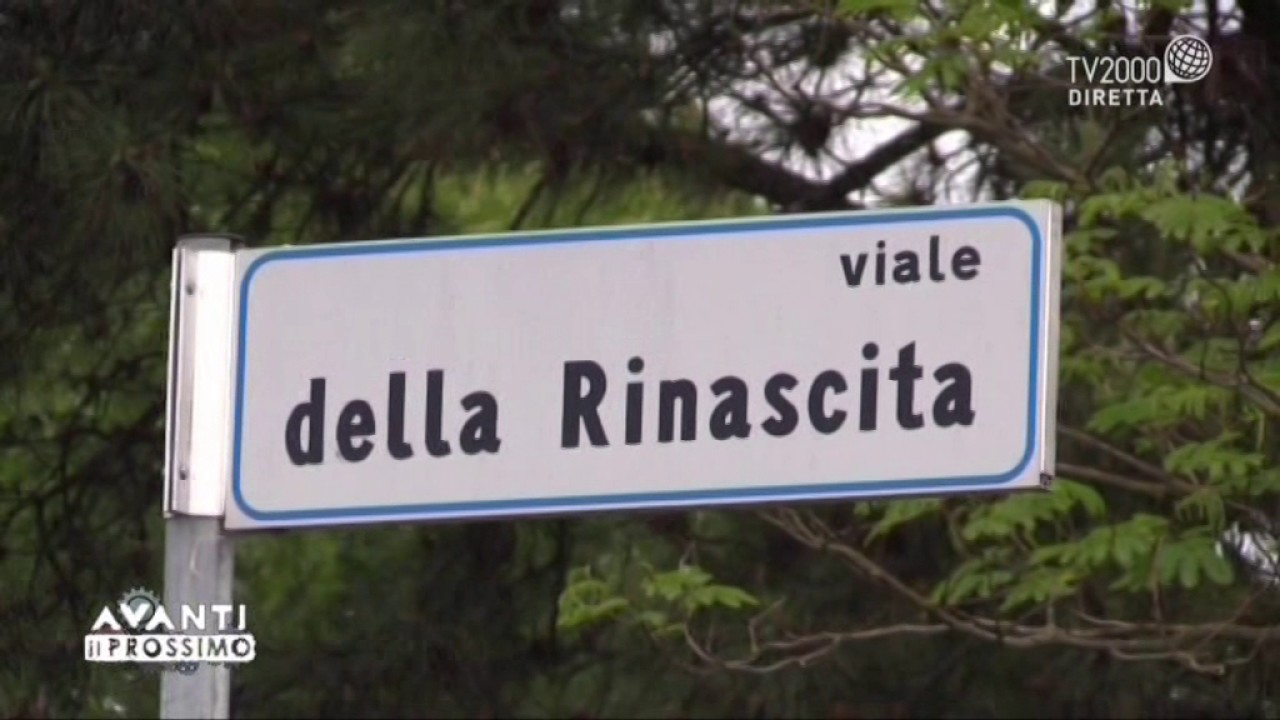 TV2000
DIRETTA
viale
della Rinascita
AVANTI
il PROSSIMO